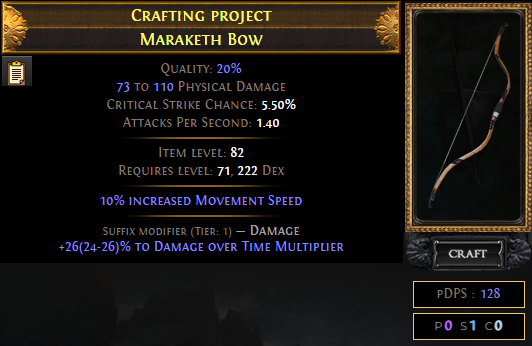 Crafting project
Maraketh Bow
Quality: 20%
73 to 110 Physical Damage
Critical Strike Chance: 5.50%
Attacks Per Second: 1.40
Item level: 82
Requires level: 71, 222 Dex
10% increased Movement Speed
Suffix modifier (Tier: 1) — Damage
+26(24-26)% to Damage over Time Multiplier
CRAFT
pDPS : 128
P0 S1 C0